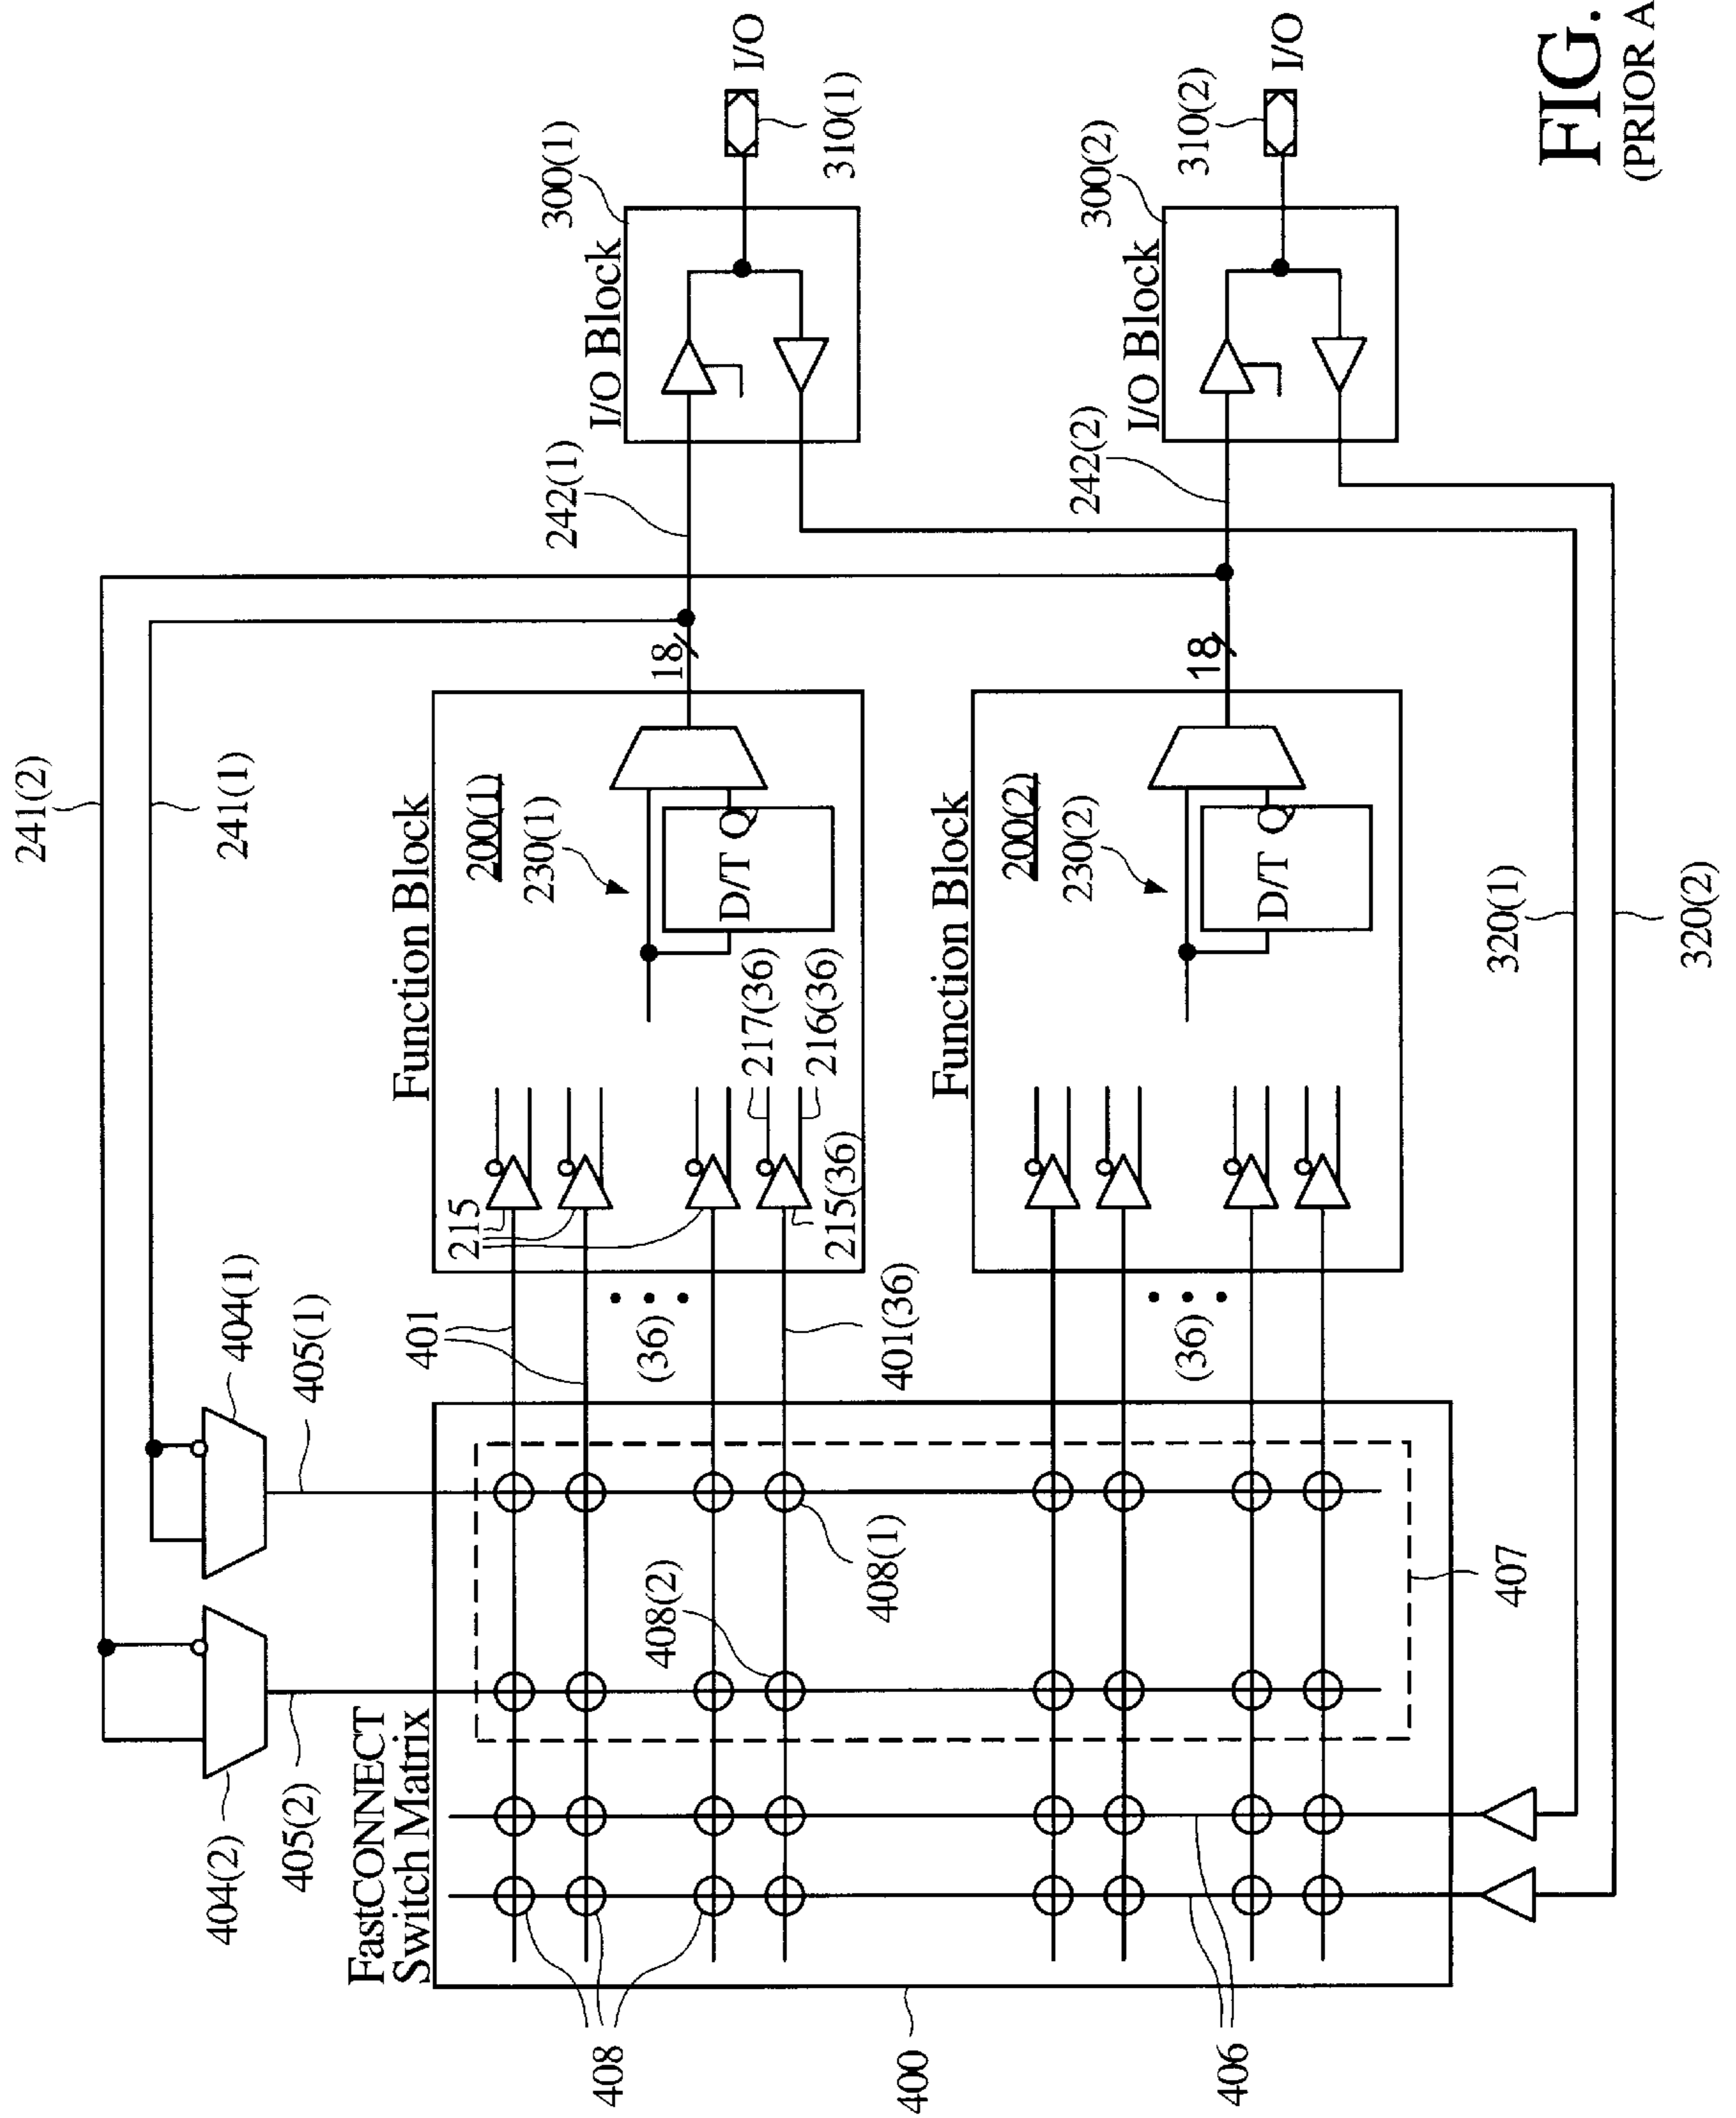 241(2)
241(1)
404(2)
405(2)
404(1)
405(1)
FastCONNECT
Switch Matrix
408
400
406
408(2)
408(1)
407
401
(36)
401(36)
(36)
Function Block
200(1)
230(1)
215
215(36)
217(36)
216(36)
D/T Q
18
Function Block
200(2)
230(2)
D/T Q
18
242(1)
I/O Block
300(1)
310(1)
I/O
242(2)
I/O Block
300(2)
310(2)
I/O
320(1)
320(2)
FIG.
(PRIOR A